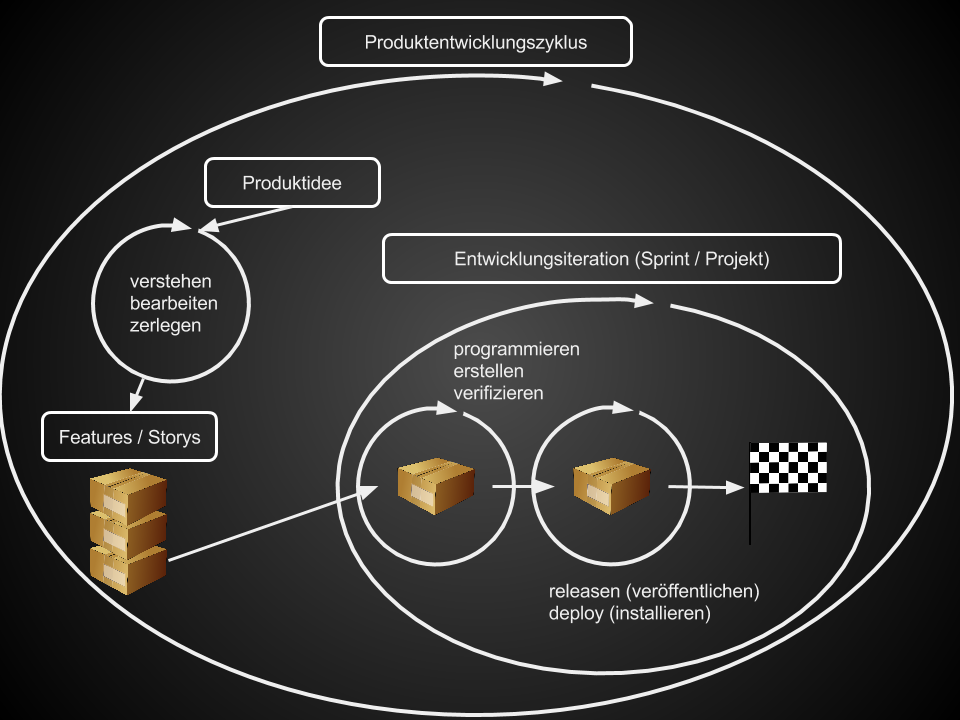 Produktentwicklungszyklus
Produktidee
Entwicklungsiteration (Sprint / Projekt)
verstehen
bearbeiten
zerlegen
programmieren
erstellen
verifizieren
Features / Storys
releasen (veröffentlichen)
deploy (installieren)